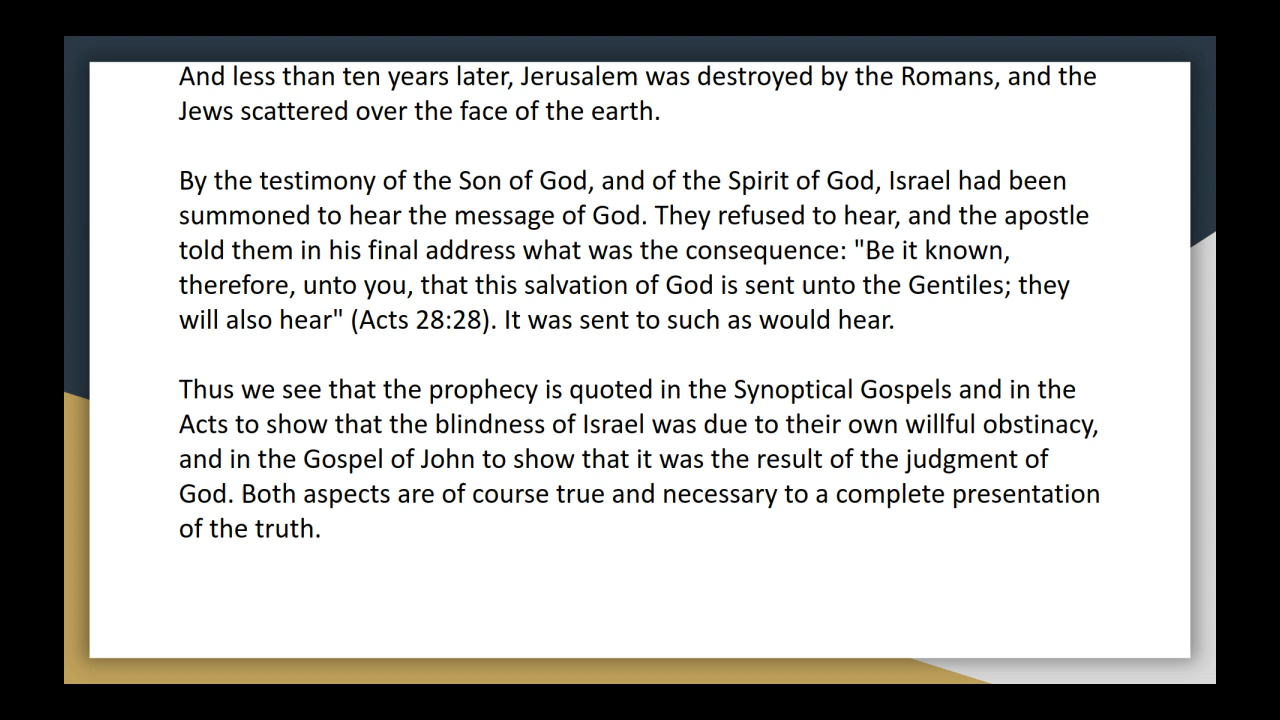 And less than ten years later, Jerusalem was destroyed by the Romans, and the
Jews scattered over the face of the earth.
By the testimony of the Son of God, and of the Spirit of God, Israel had been
summoned to hear the message of God. They refused to hear, and the apostle
told them in his final address what was the consequence: "Be it known,
therefore, unto you, that this salvation of God is sent unto the Gentiles; they
will also hear" (Acts 28:28). It was sent to such as would hear.
Thus we see that the prophecy is quoted in the Synoptical Gospels and in the
Acts to show that the blindness of Israel was due to their own willful obstinacy,
and in the Gospel of John to show that it was the result of the judgment of
God. Both aspects are of course true and necessary to a complete presentation
of the truth.